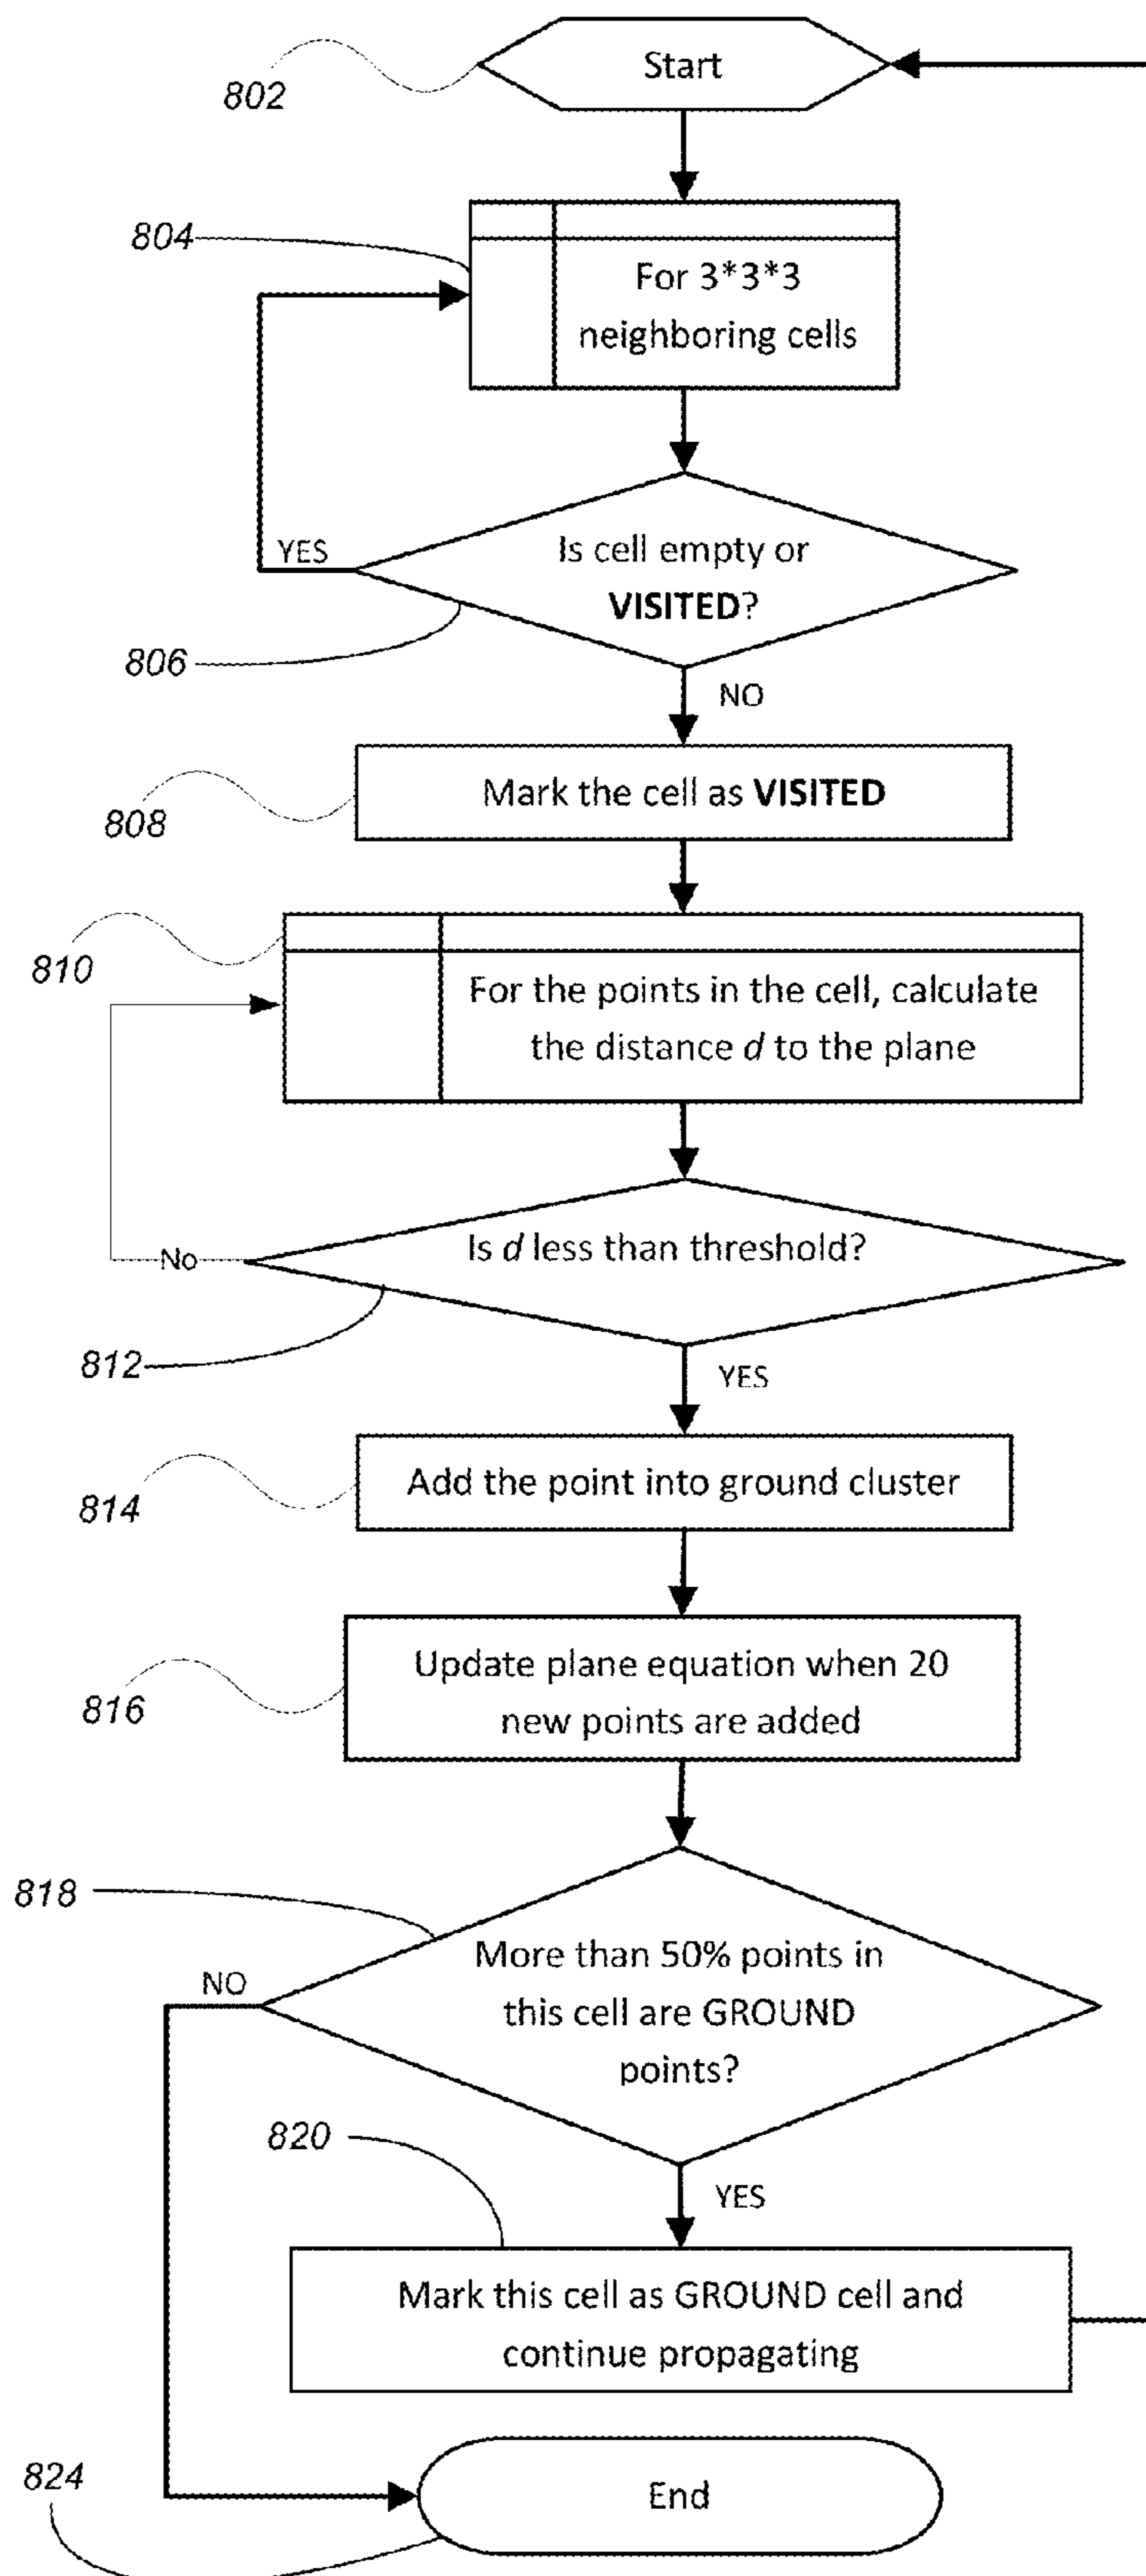 Start
802
804
For 3*3*3
neighboring cells
YES
Is cell empty or
VISITED?
806
NO
Mark the cell as VISITED
808
810
For the points in the cell, calculate
the distance d to the plane
Is d less than threshold?
No
812
YES
Add the point into ground cluster
814
Update plane equation when 20
new points are added
816
818
More than 50% points in
this cell are GROUND
points?
NO
820
YES
Mark this cell as GROUND cell and
continue propagating
824
End